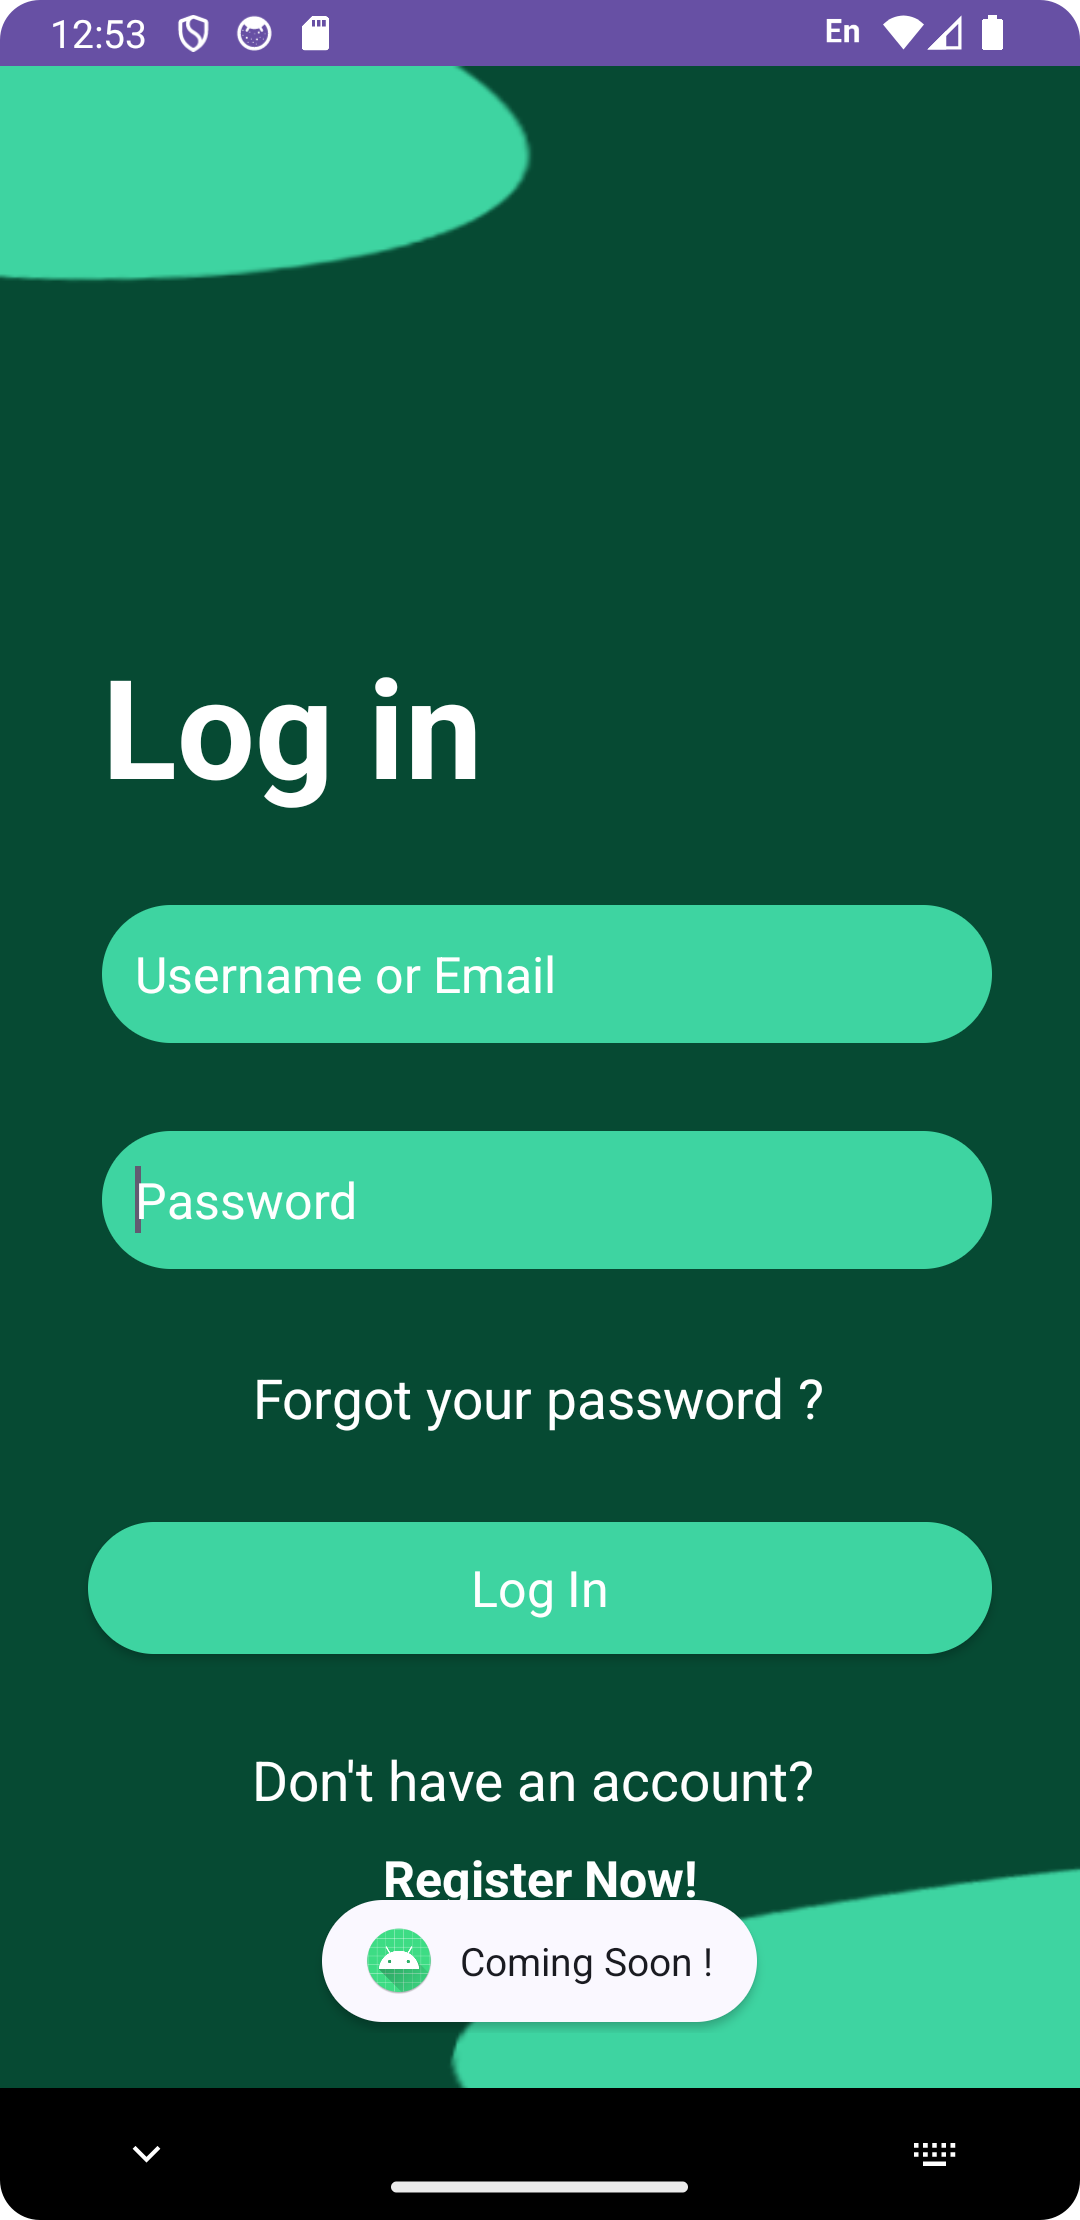 12:53
En
Log in
Username or Email
Password
Forgot your password ?
Log In
Don't have an account?
Register Now!
Coming Soon !